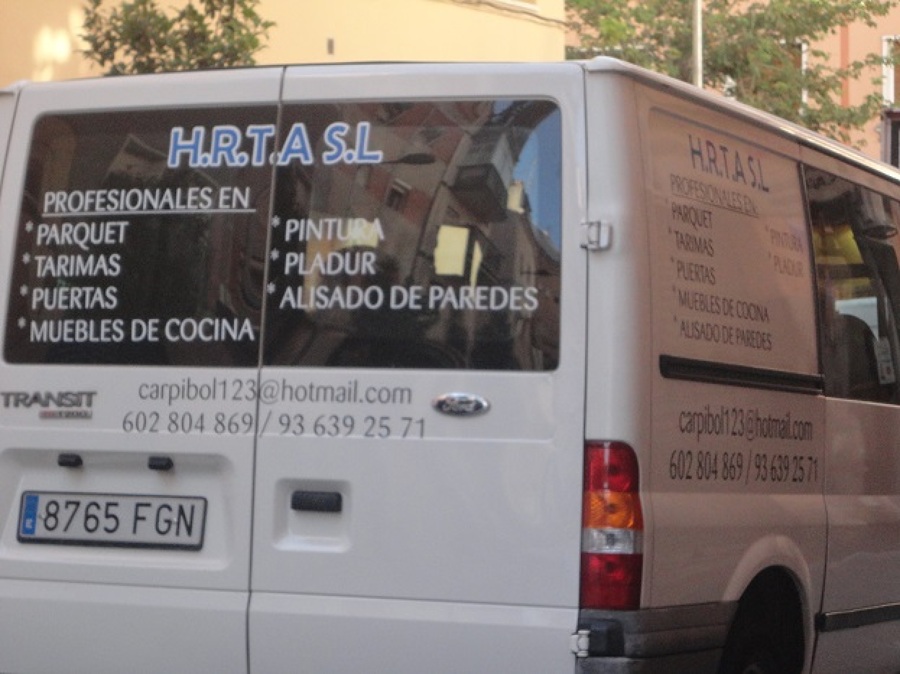 H.R.T.A S.L
PROFESIONALES EN
* PARQUET
* TARIMAS
* PUERTAS
* MUEBLES DE COCINA
* PINTURA
* PLADUR
* ALISADO DE PAREDES
TRANSIT
carpibol123@hotmail.com
602 804 869 / 93 639 25 71
Ford
8765 FGN
H.R.T.A S.L
PROFESIONALES EN:
* PARQUET
* TARIMAS
* PUERTAS
* MUEBLES DE COCINA
* ALISADO DE PAREDES
* PINTURA
* PLADUR
carpibol123@hotmail.com
602 804 869 / 93 639 25 71